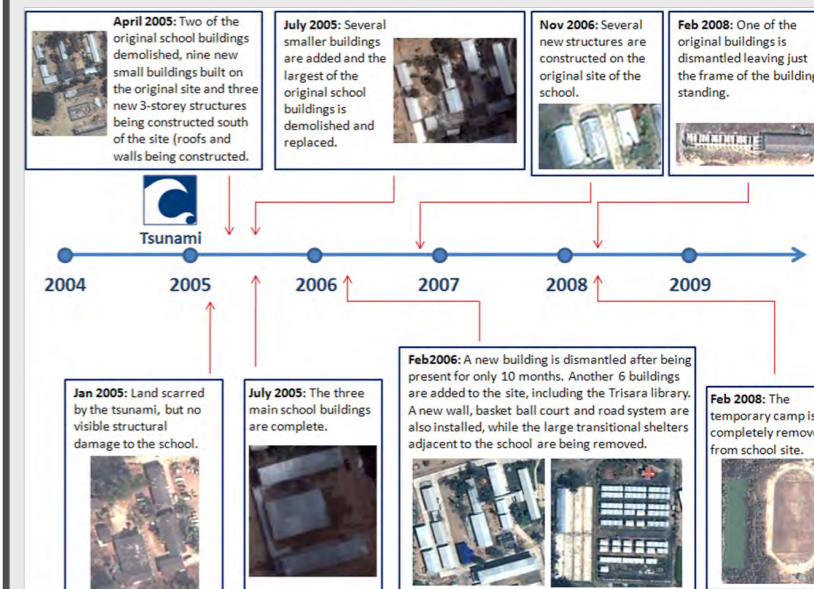 April 2005: Two of the
original school buildings
demolished, nine new
small buildings built on
the original site and three
new 3-storey structures
being constructed south
of the site (roofs and
walls being constructed.
July 2005: Several
smaller buildings
are added and the
largest of the
original school
buildings is
demolished and
replaced.
Nov 2006: Several
new structures are
constructed on the
original site of the
school.
Feb 2008: One of the
original buildings is
dismantled leaving just
the frame of the building
standing.
Tsunami
2004
2005
2006
2007
2008
2009
Jan 2005: Land scarred
by the tsunami, but no
visible structural
damage to the school.
July 2005: The three
main school buildings
are complete.
Feb2006: A new building is dismantled after being
present for only 10 months. Another 6 buildings
are added to the site, including the Trisara library.
A new wall, basket ball court and road system are
also installed, while the large transitional shelters
adjacent to the school are being removed.
Feb 2008: The
temporary camp is
completely remove
from school site.